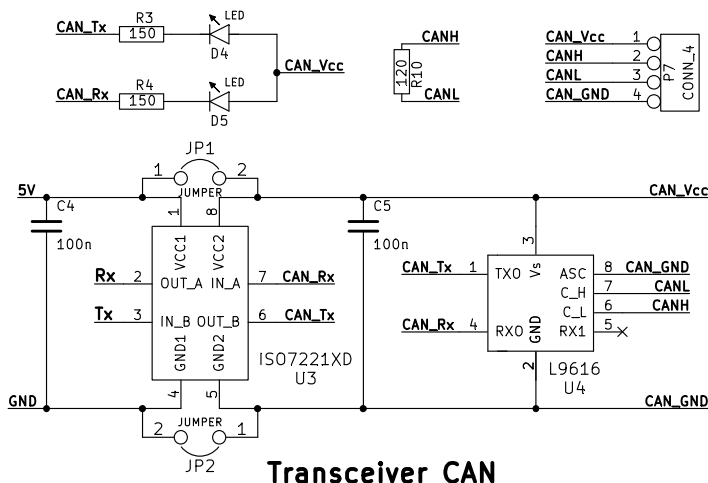 R3
LED
CAN_Tx
150
D4
CAN_Vcc
R4
LED
CAN_Rx
150
D5
CANH
120
R10
CANL
CAN_Vcc 1
CANH 2
CANL 3
CAN_GND 4
P7
CONN_4
JP1
1 2
JUMPER
5V
CAN_Vcc
C4
100n
1
8
C5
100n
VCC1
VCC2
Rx 2 OUT_A IN_A 7 CAN_Rx
Tx 3 IN_B OUT_B 6 CAN_Tx
GND1
GND2
ISO7221XD
U3
4
5
3
Vs
CAN_Tx 1 TX0 ASC 8 CAN_GND
C_H 7 CANL
C_L 6 CANH
CAN_Rx 4 RX0 RX1 5
GND
2
L9616
U4
GND
CAN_GND
JUMPER
2 1
JP2
Transceiver CAN